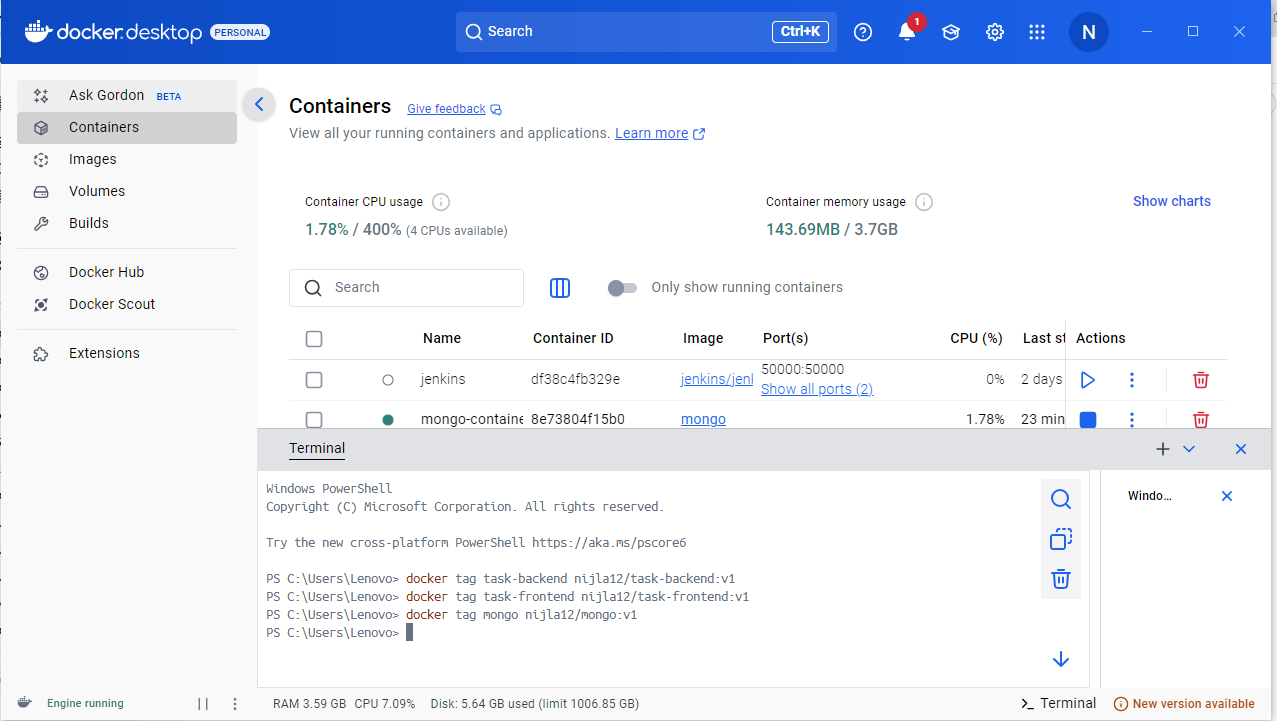 docker.desktop PERSONAL
Search Ctrl+K
1
N
Ask Gordon BETA
Containers
Images
Volumes
Builds
Docker Hub
Docker Scout
Extensions
Containers Give feedback
View all your running containers and applications. Learn more
Container CPU usage
1.78% / 400% (4 CPUs available)
Container memory usage
143.69MB / 3.7GB
Show charts
Search
Only show running containers
Name Container ID Image Port(s) CPU (%) Last st Actions
jenkins df38c4fb329e jenkins/jenl 50000:50000 0% 2 days
Show all ports (2)
mongo-containe 8e73804f15b0 mongo 1.78% 23 min
Terminal
Windows PowerShell
Copyright (C) Microsoft Corporation. All rights reserved.
Try the new cross-platform PowerShell https://aka.ms/pscore6
PS C:\Users\Lenovo> docker tag task-backend nijla12/task-backend:v1
PS C:\Users\Lenovo> docker tag task-frontend nijla12/task-frontend:v1
PS C:\Users\Lenovo> docker tag mongo nijla12/mongo:v1
PS C:\Users\Lenovo>
Windo...
Engine running
RAM 3.59 GB CPU 7.09% Disk: 5.64 GB used (limit 1006.85 GB)
>_ Terminal
New version available